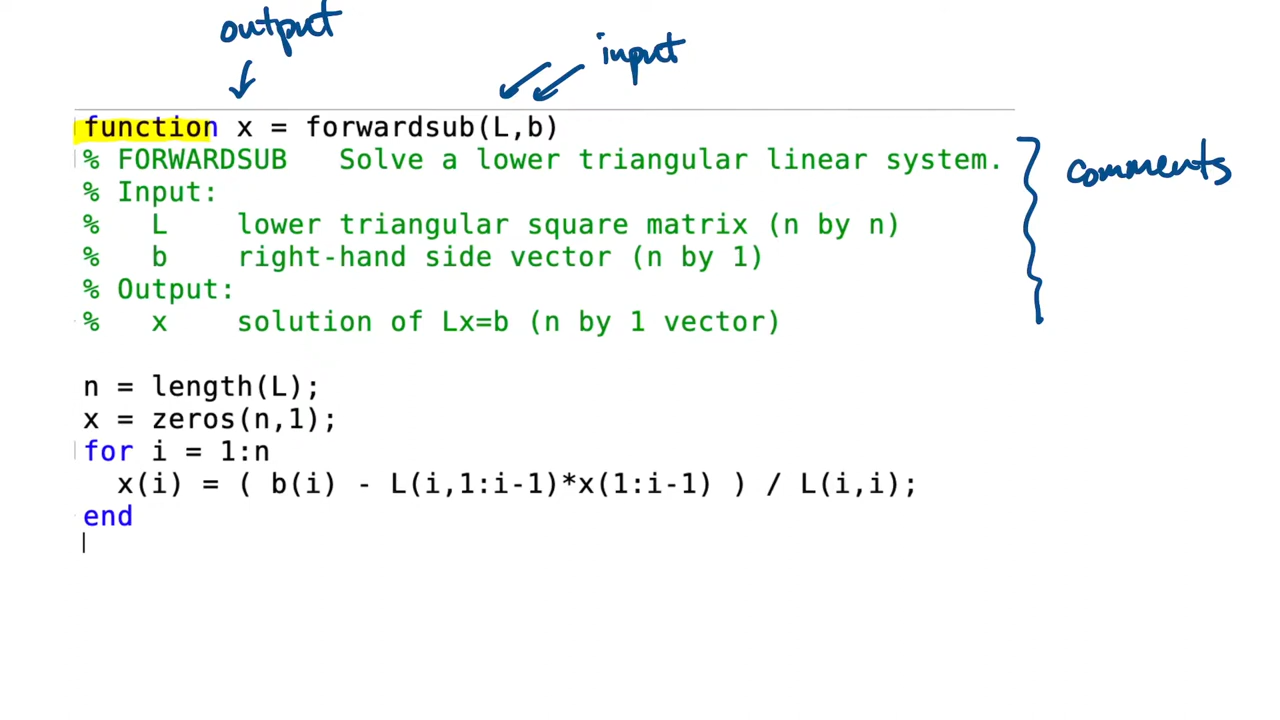 output
input
function x = forwardsub(L,b)
% FORWARDSUB   Solve a lower triangular linear system.
comments
% Input:
%   L    lower triangular square matrix (n by n)
%   b    right-hand side vector (n by 1)
% Output:
%   x    solution of Lx=b (n by 1 vector)
n = length(L);
x = zeros(n,1);
for i = 1:n
  x(i) = ( b(i) - L(i,1:i-1)*x(1:i-1) ) / L(i,i);
end